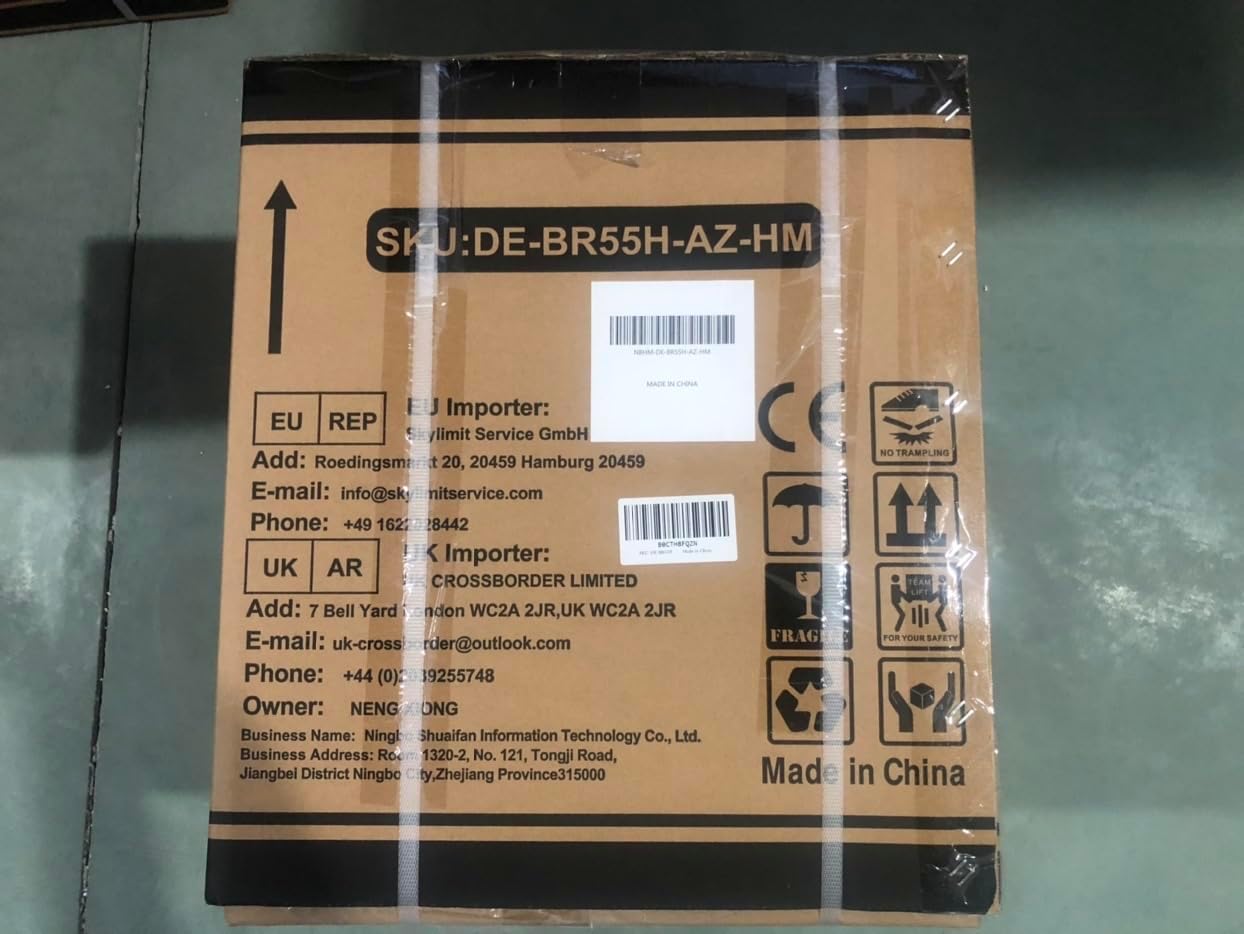 SKU:DE-BR55H-AZ-HM
NBHM-DE-BR55H-AZ-HM
MADE IN CHINA
EU REP
EU Importer:
Skylimit Service GmbH
Add: Roedingsmarkt 20, 20459 Hamburg 20459
E-mail: info@skylimitservice.com
Phone: +49
UK AR
UK Importer:
UK CROSSBORDER LIMITED
Add: 7 Bell Yard London WC2A 2JR,UK WC2A 2JR
E-mail: uk-crossborder@outlook.com
Phone: +44
Owner: NENG XIONG
Business Name: Ningbo Shuaifan Information Technology Co., Ltd.
Business Address: Room 1320-2, No. 121, Tongji Road,
Jiangbei District Ningbo City,Zhejiang Province315000
B0CTH8FQZN
Made in China
CE
NO TRAMPLING
FRAGILE
TEAM
LIFT
FOR YOUR SAFETY
Made in China